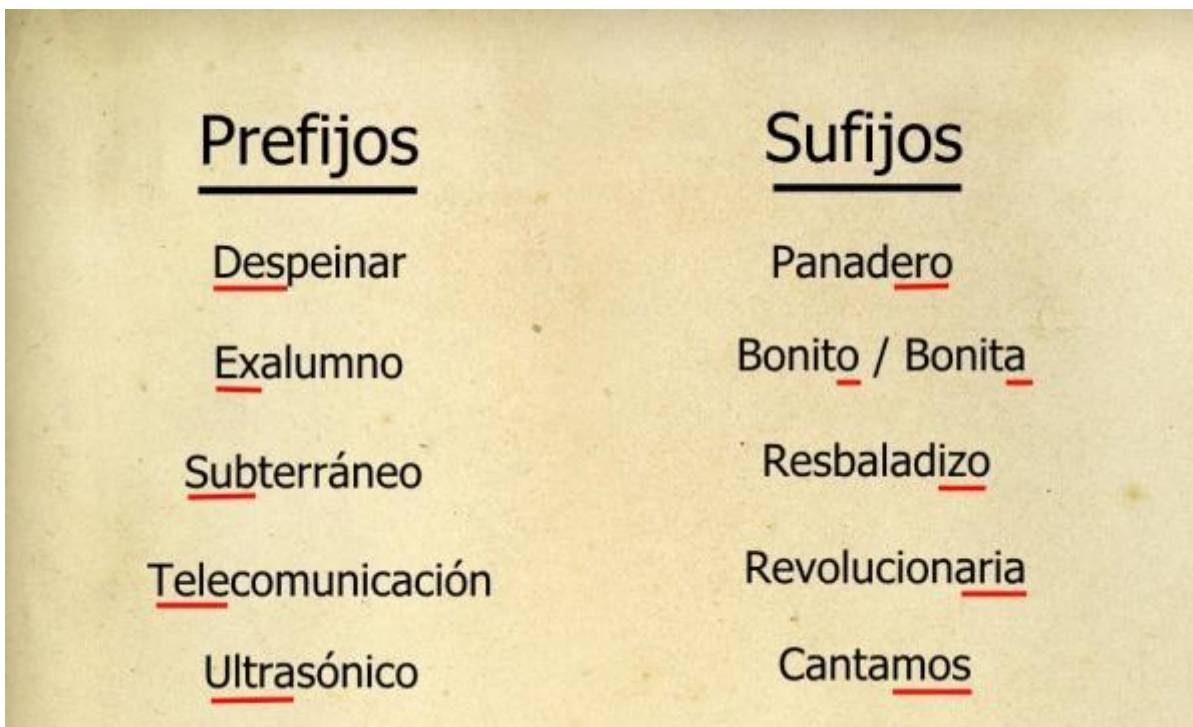 Prefijos
Despeinar
Exalumno
Subterráneo
Telecomunicación
Ultrasónico
Sufijos
Panadero
Bonito / Bonita
Resbaladizo
Revolucionaria
Cantamos